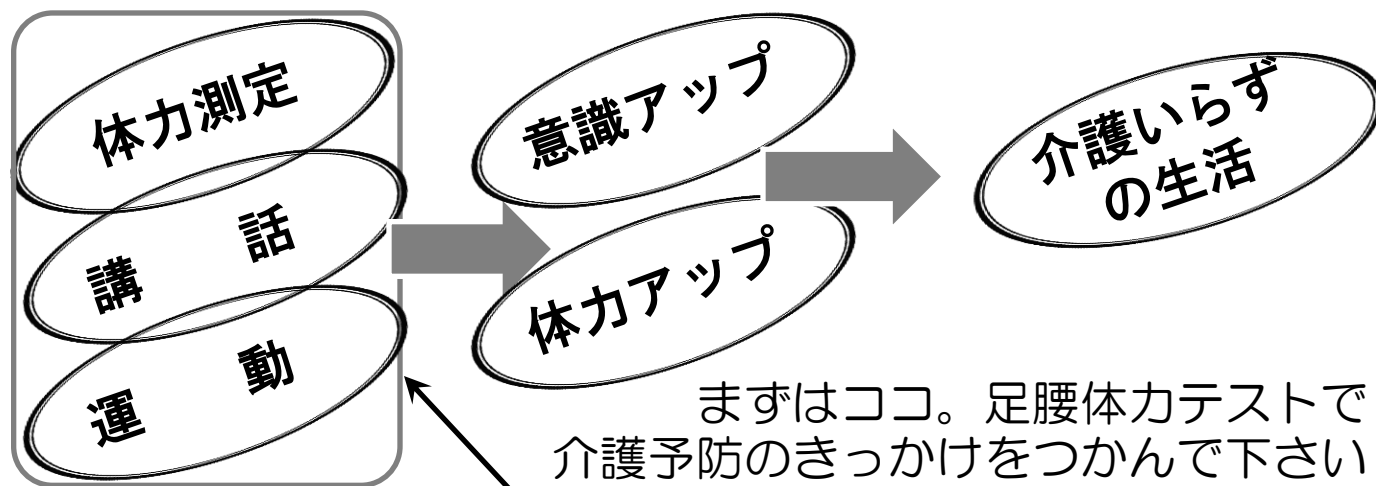 体力測定
講　話
運　動
意識アップ
体力アップ
介護いらず
の生活
まずはココ。足腰体力テストで
介護予防のきっかけをつかんで下さい